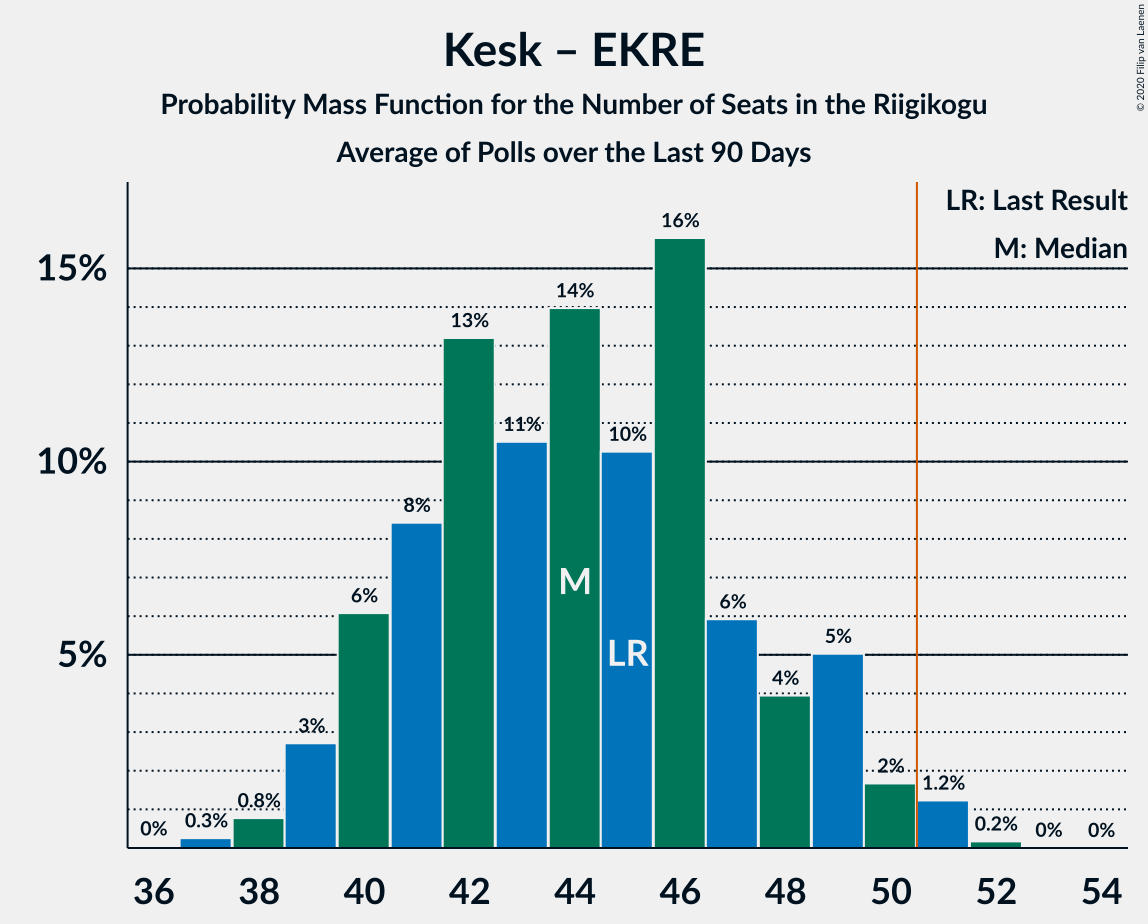 Kesk – EKRE
Probability Mass Function for the Number of Seats in the Riigikogu
Average of Polls over the Last 90 Days
© 2020 Filip van Laenen
LR: Last Result
M: Median
15%
10%
5%
0%
0.3%
0.8%
3%
6%
8%
13%
11%
14%
10%
16%
6%
4%
5%
2%
1.2%
0.2%
0%
0%
M
LR
36 38 40 42 44 46 48 50 52 54